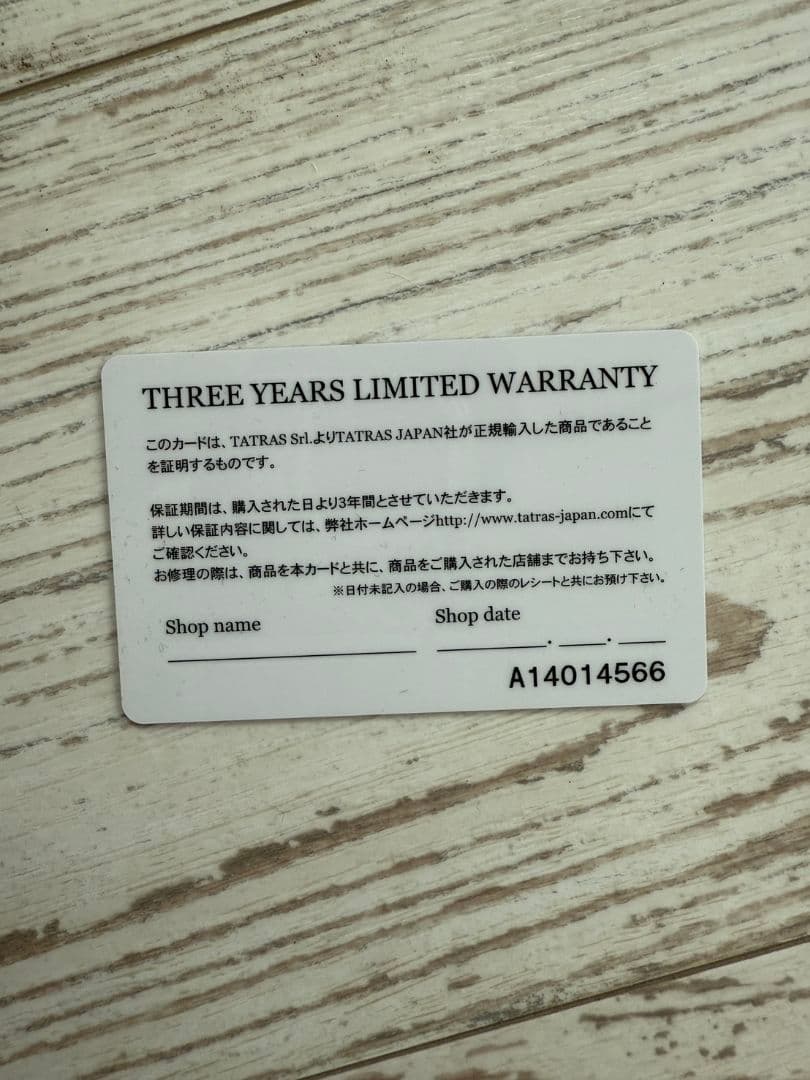 THREE YEARS LIMITED WARRANTY
このカードは、TATRAS Srl.よりTATRAS JAPAN社が正規輸入した商品であること
を証明するものです。
保証期間は、購入された日より3年間とさせていただきます。
詳しい保証内容に関しては、弊社ホームページhttp://www.tatras-japan.comにて
ご確認ください。
お修理の際は、商品を本カードと共に、商品をご購入された店舗までお持ち下さい。
※日付未記入の場合、ご購入の際のレシートと共にお預け下さい。
Shop name Shop date
A14014566